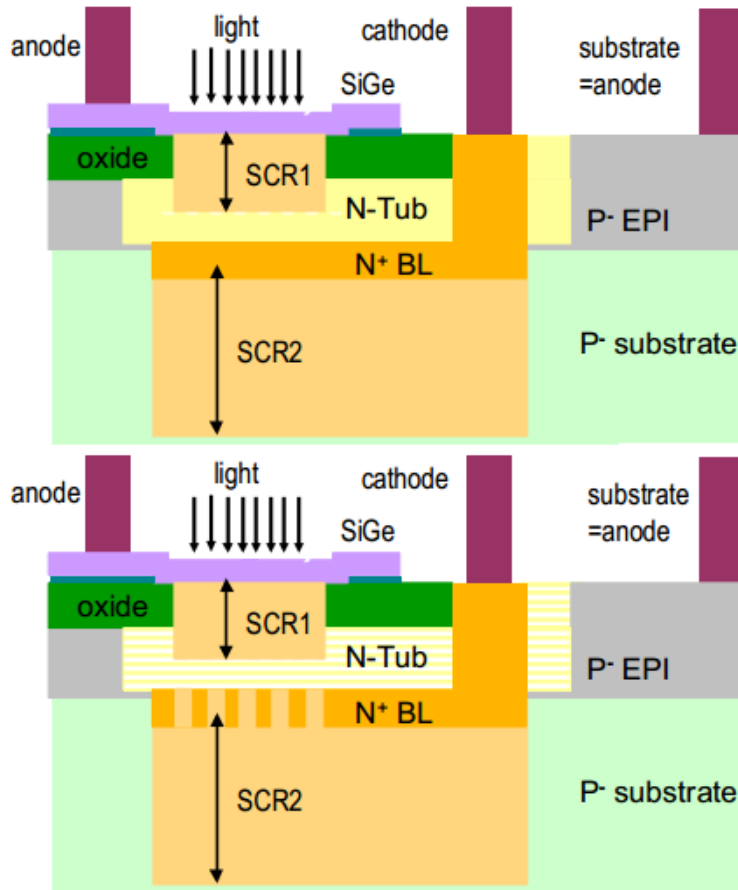 light
cathode
substrate
=anode
anode
SiGe
oxide
SCR1
N-Tub
P- EPI
N+ BL
SCR2
P- substrate
light
cathode
substrate
=anode
anode
SiGe
oxide
SCR1
N-Tub
P- EPI
N+ BL
SCR2
P- substrate